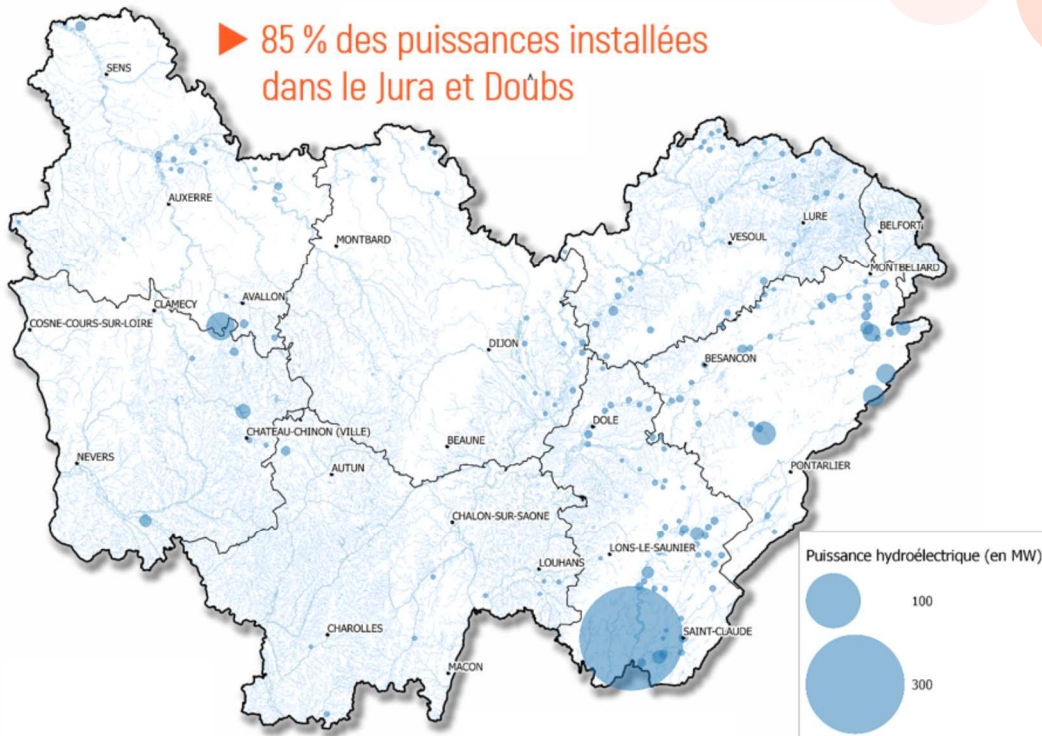 ▶ 85 % des puissances installées
dans le Jura et Doubs
SENS
AUXERRE
MONTBARD
VESOUL
LURE
BELFORT
MONTBELIARD
CLAMECY
AVALLON
COSNE-COURS-SUR-LOIRE
DIJON
BESANCON
DOLE
CHATEAU-CHINON (VILLE)
BEAUNE
NEVERS
AUTUN
PONTARLIER
CHALON-SUR-SAONE
LONS-LE-SAUNIER
LOUHANS
CHAROLLES
SAINT-CLAUDE
MACON
Puissance hydroélectrique (en MW)
100
300